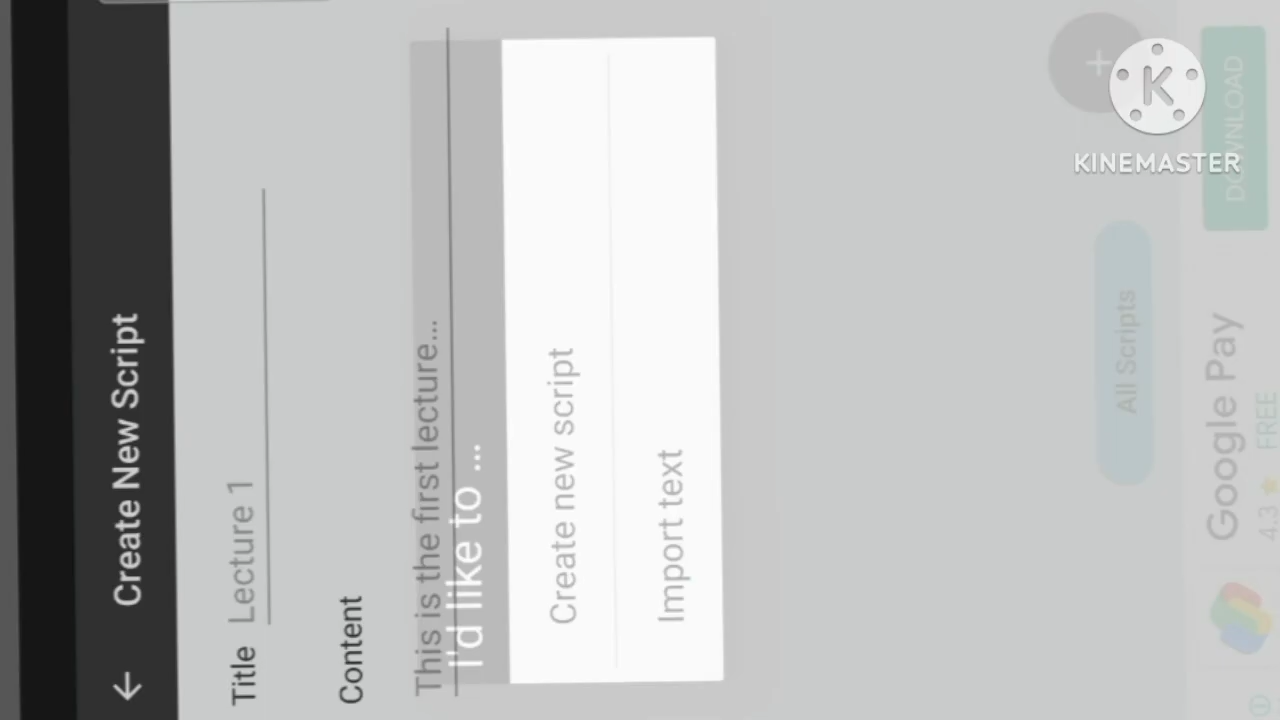 Create New Script
Title Lecture 1
Content
This is the first lecture...
I'd like to ...
Create new script
Import text
All Scripts
Google Pay
4.3 ★ FREE
DOWNLOAD
K
KINEMASTER